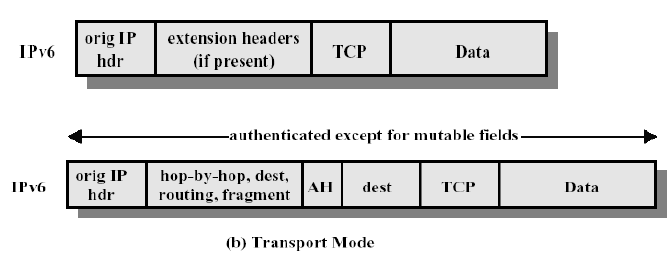 IPv6
orig IP
hdr
extension headers
(if present)
TCP
Data
authenticated except for mutable fields
IPv6
orig IP
hdr
hop-by-hop, dest,
routing, fragment
AH
dest
TCP
Data
(b) Transport Mode